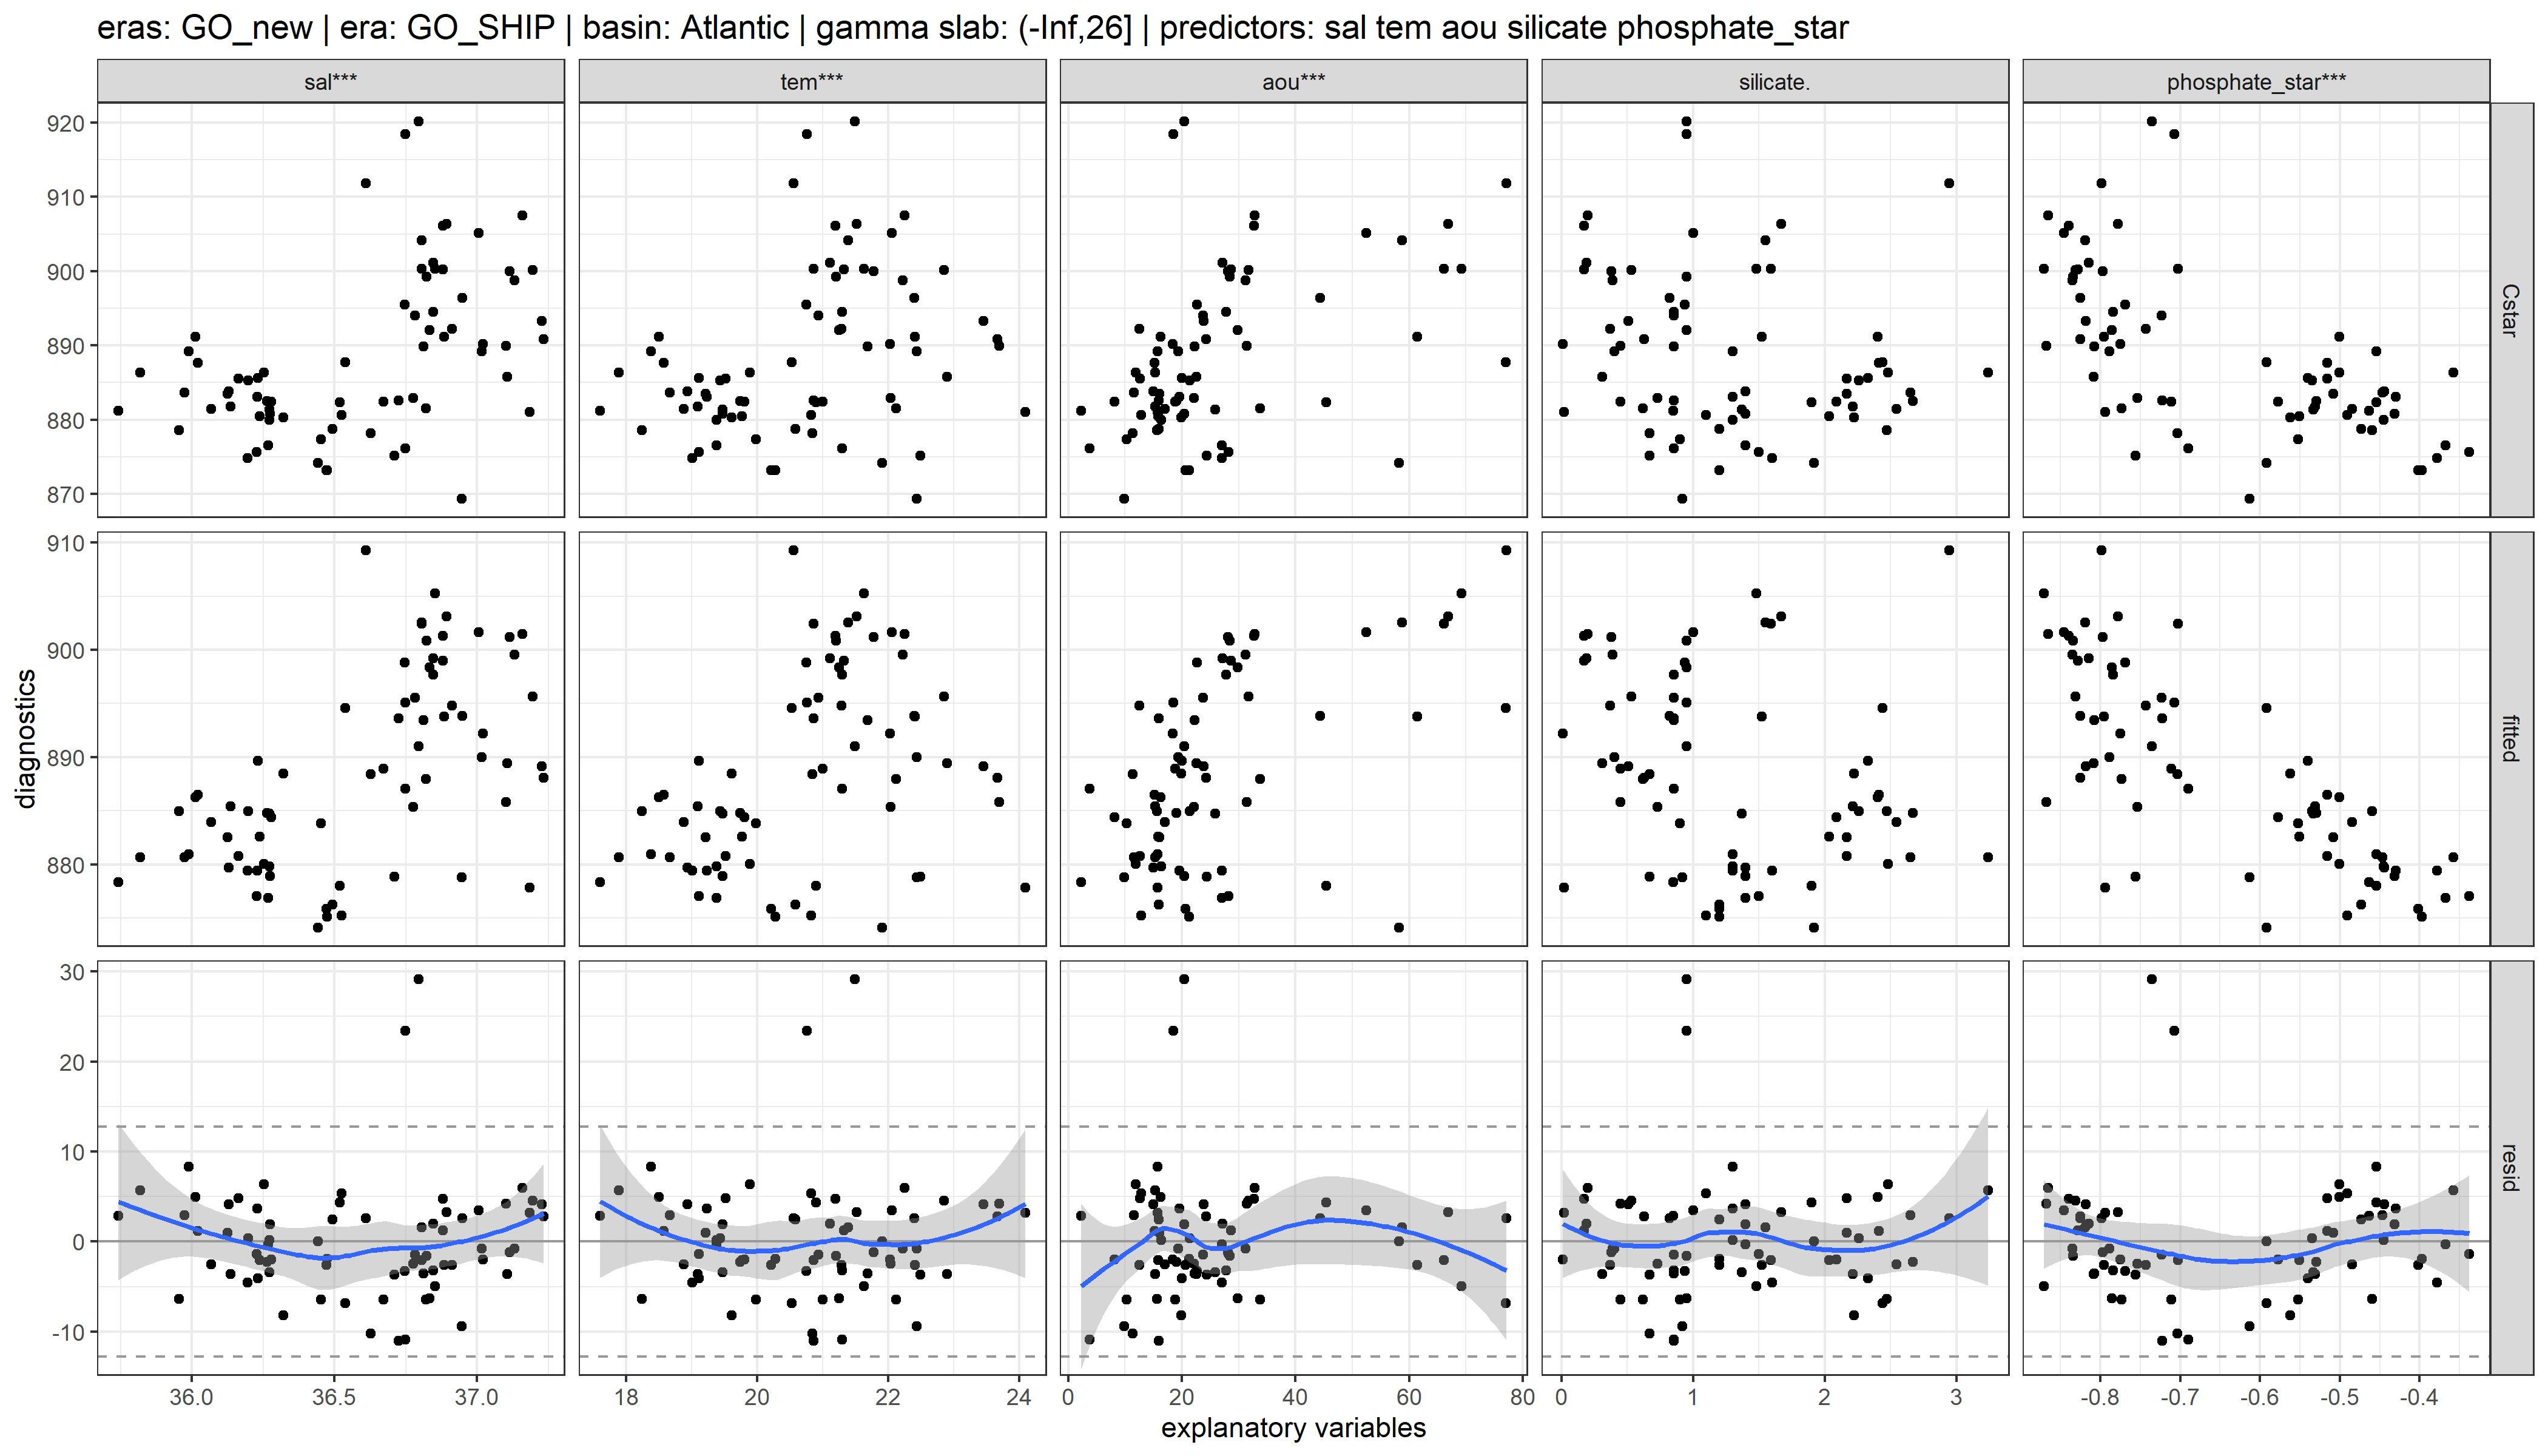 eras: GO_new | era: GO_SHIP | basin: Atlantic | gamma slab: (-Inf,26] | predictors: sal tem aou silicate phosphate_star
sal*** tem*** aou*** silicate. phosphate_star***
920
910
900
890
880
870
Cstar
910
900
890
880
fitted
diagnostics
30
20
10
0
-10
resid
36.0 36.5 37.0 18 20 22 24 0 20 40 60 80 0 1 2 3 -0.8 -0.7 -0.6 -0.5 -0.4
explanatory variables